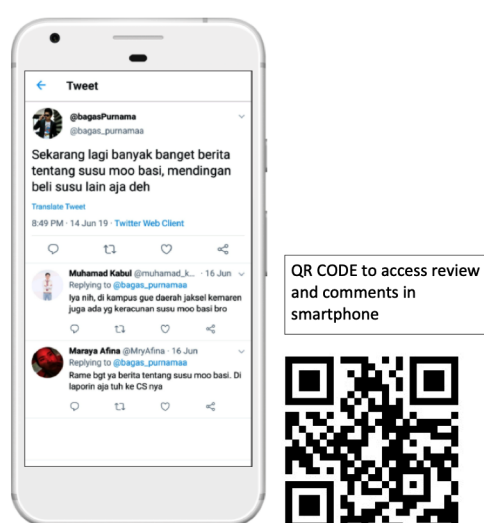 Tweet
@bagasPurnama
@bagas_purnamaa
Sekarang lagi banyak banget berita
tentang susu moo basi, mendingan
beli susu lain aja deh
Translate Tweet
8:49 PM · 14 Jun 19 · Twitter Web Client
Muhamad Kabul @muhamad_k... · 16 Jun
Replying to @bagas_purnamaa
Iya nih, di kampus gue daerah jaksel kemaren
juga ada yg keracunan susu moo basi bro
Maraya Afina @MryAfina · 16 Jun
Replying to @bagas_purnamaa
Rame bgt ya berita tentang susu moo basi. Di
laporin aja tuh ke CS nya
QR CODE to access review
and comments in
smartphone